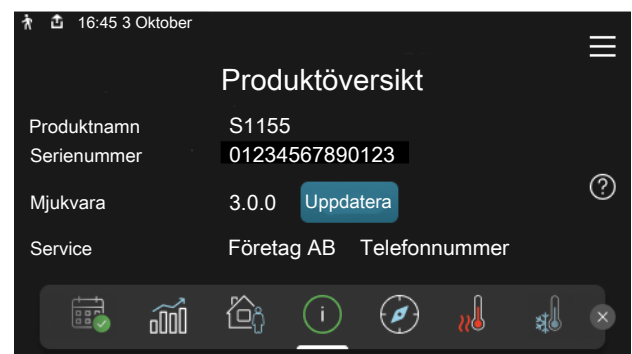 16:45 3 Oktober
Produktöversikt
Produktnamn S1155
Serienummer 01234567890123
Mjukvara 3.0.0 Uppdatera
Service Företag AB Telefonnummer